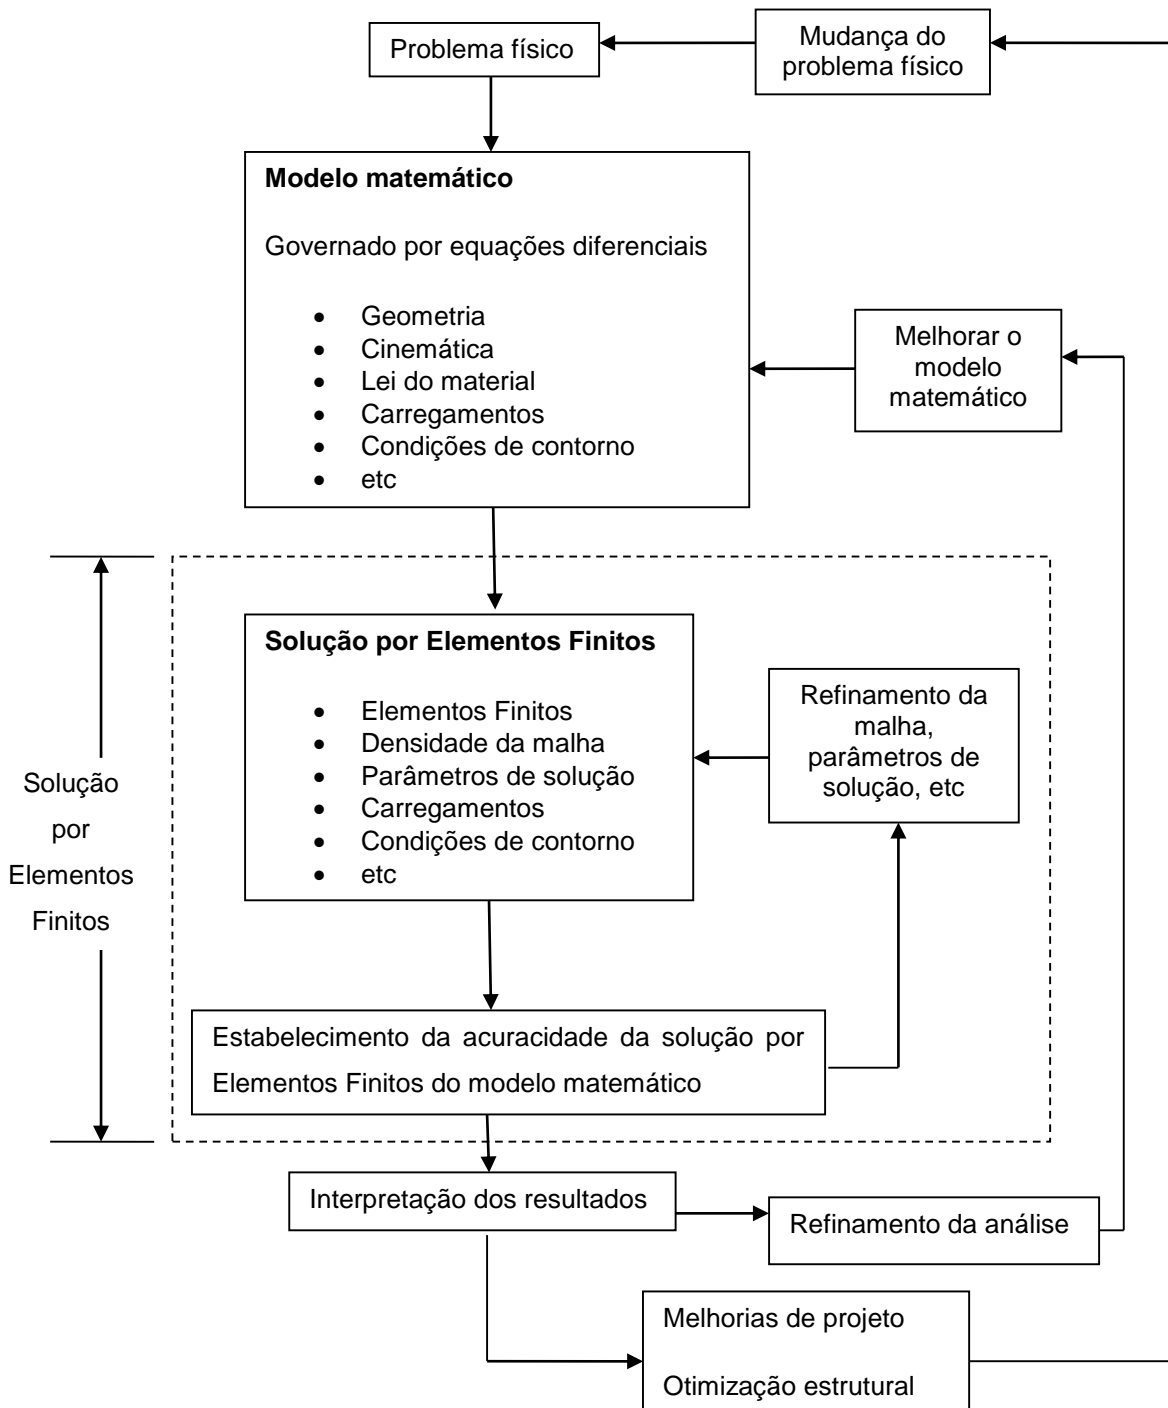 Problema físico
Mudança do
problema físico
Modelo matemático
Governado por equações diferenciais
• Geometria
• Cinemática
• Lei do material
• Carregamentos
• Condições de contorno
• etc
Melhorar o
modelo
matemático
Solução por Elementos Finitos
• Elementos Finitos
• Densidade da malha
• Parâmetros de solução
• Carregamentos
• Condições de contorno
• etc
Refinamento da
malha,
parâmetros de
solução, etc
Solução
por
Elementos
Finitos
Estabelecimento da acuracidade da solução por
Elementos Finitos do modelo matemático
Interpretação dos resultados
Refinamento da análise
Melhorias de projeto
Otimização estrutural